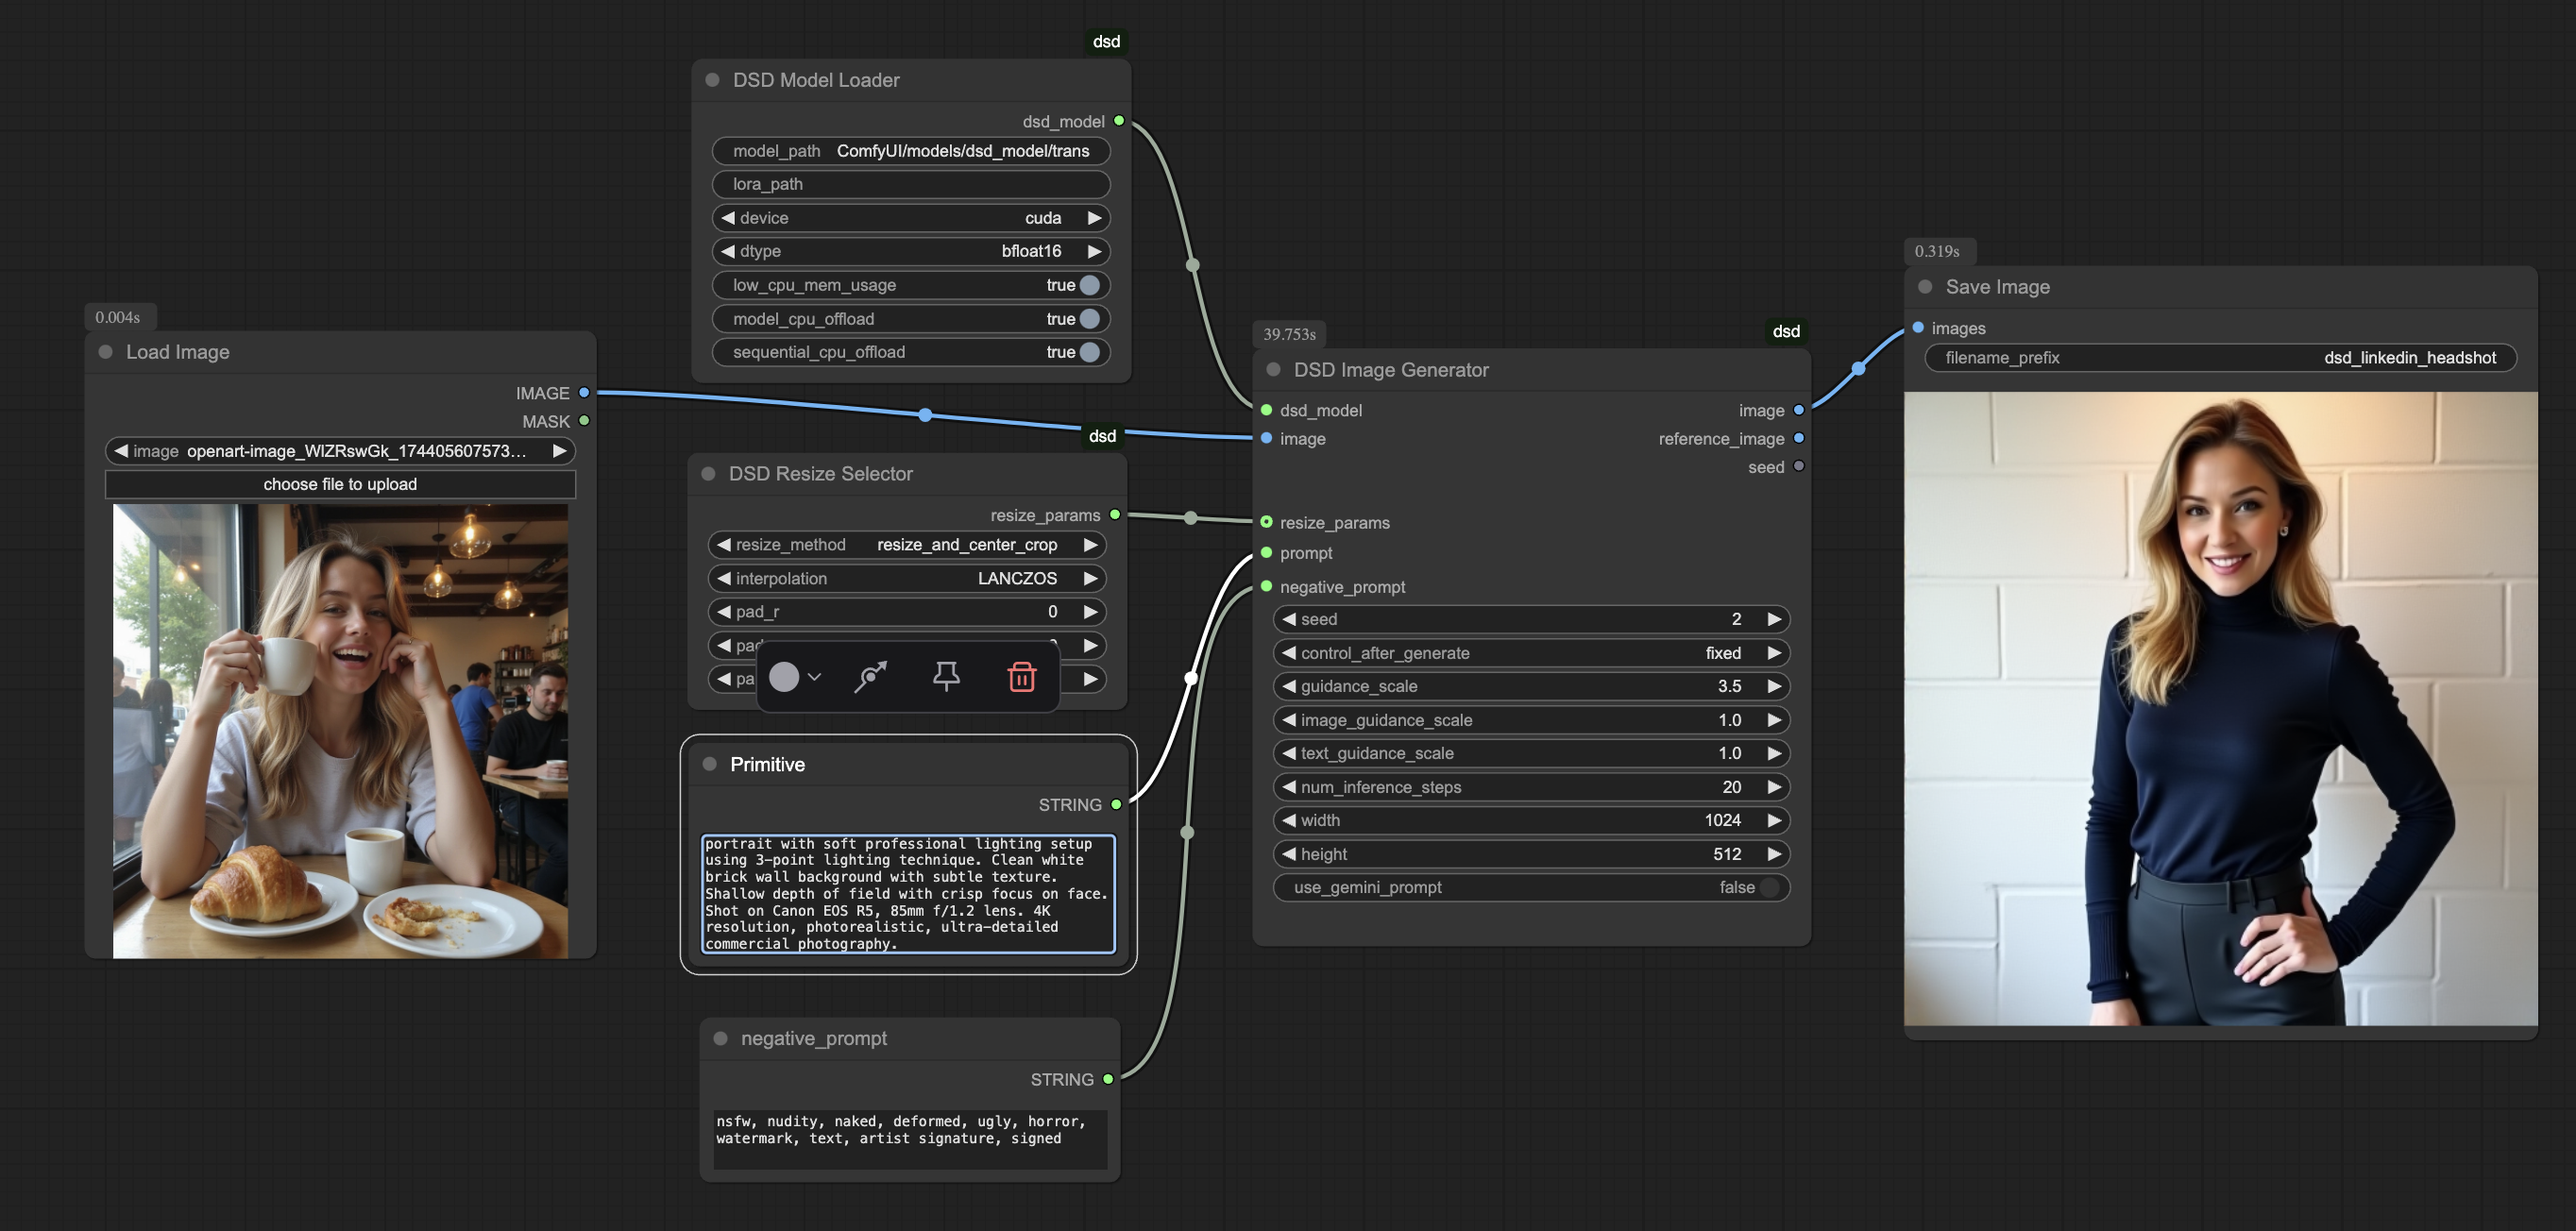 0.004s
Load Image
IMAGE
MASK
image openart-image_WlZRswGk_174405607573...
choose file to upload
dsd
DSD Model Loader
dsd_model
model_path ComfyUI/models/dsd_model/trans
lora_path
device cuda
dtype bfloat16
low_cpu_mem_usage true
model_cpu_offload true
sequential_cpu_offload true
dsd
DSD Resize Selector
resize_params
resize_method resize_and_center_crop
interpolation LANCZOS
pad_r 0
Primitive
STRING
portrait with soft professional lighting setup
using 3-point lighting technique. Clean white
brick wall background with subtle texture.
Shallow depth of field with crisp focus on face.
Shot on Canon EOS R5, 85mm f/1.2 lens. 4K
resolution, photorealistic, ultra-detailed
commercial photography.
negative_prompt
STRING
nsfw, nudity, naked, deformed, ugly, horror,
watermark, text, artist signature, signed
39.753s
dsd
DSD Image Generator
dsd_model image
image reference_image
seed
resize_params
prompt
negative_prompt
seed 2
control_after_generate fixed
guidance_scale 3.5
image_guidance_scale 1.0
text_guidance_scale 1.0
num_inference_steps 20
width 1024
height 512
use_gemini_prompt false
0.319s
Save Image
images
filename_prefix dsd_linkedin_headshot